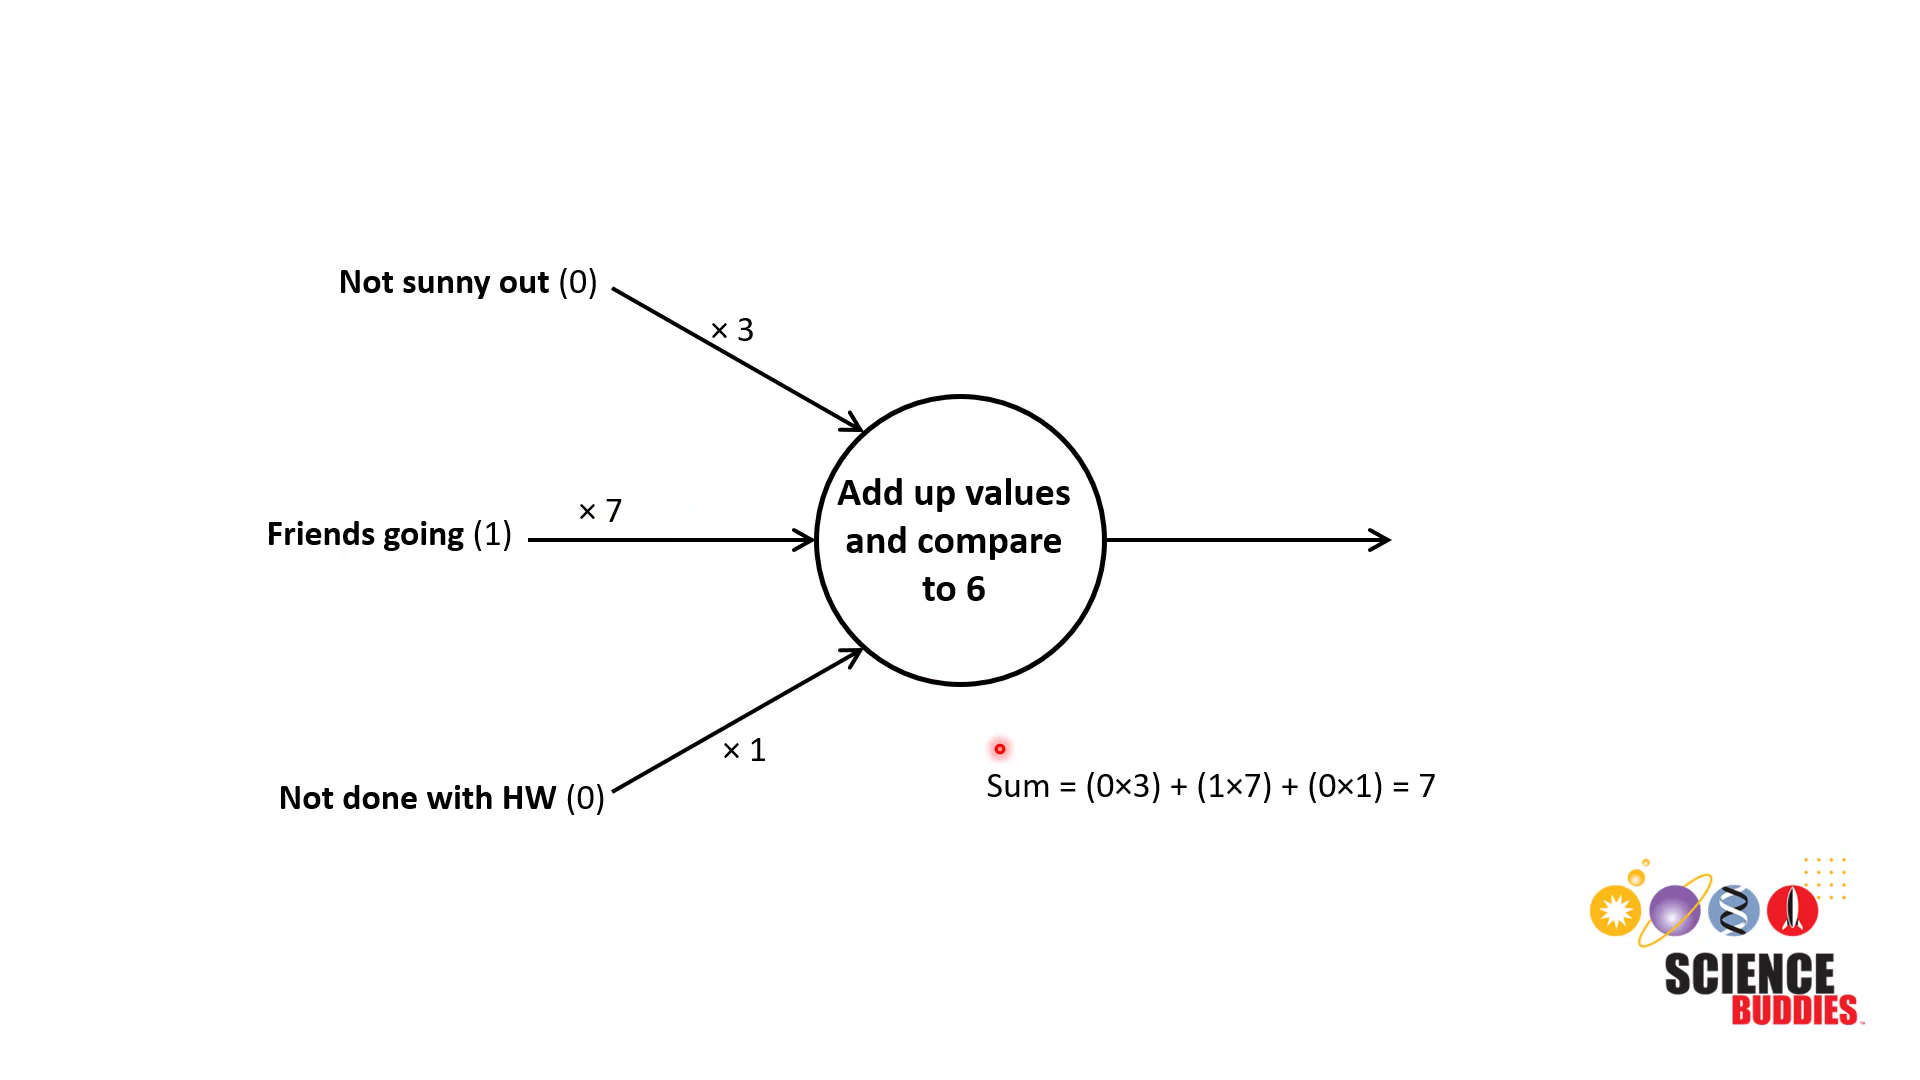 Not sunny out (0)
× 3
Friends going (1)
× 7
Add up values
and compare
to 6
Not done with HW (0)
× 1
Sum = (0×3) + (1×7) + (0×1) = 7
SCIENCE
BUDDIES